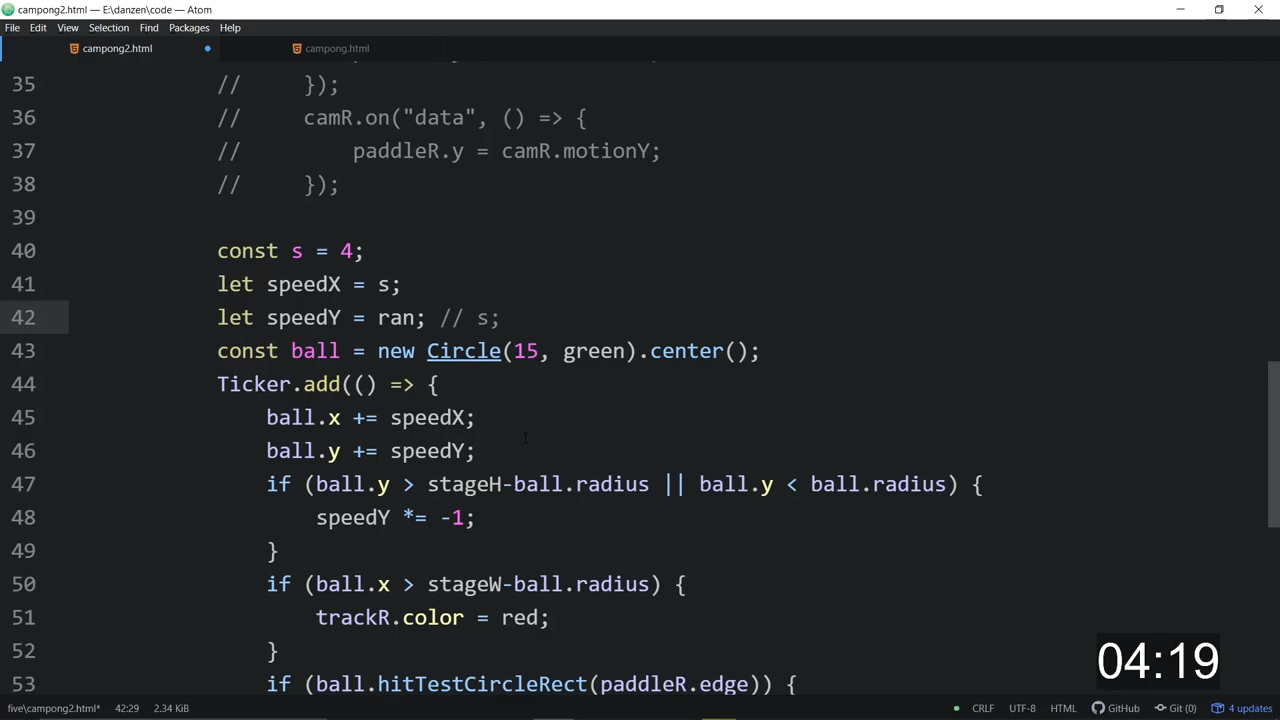 campong2.html — E:\danzen\code — Atom
File Edit View Selection Find Packages Help
campong2.html campong.html
35 // });
36 // camR.on("data", () => {
37 // paddleR.y = camR.motionY;
38 // });
39
40 const s = 4;
41 let speedX = s;
42 let speedY = ran; // s;
43 const ball = new Circle(15, green).center();
44 Ticker.add(() => {
45 ball.x += speedX;
46 ball.y += speedY;
47 if (ball.y > stageH-ball.radius || ball.y < ball.radius) {
48 speedY *= -1;
49 }
50 if (ball.x > stageW-ball.radius) {
51 trackR.color = red;
52 }
53 if (ball.hitTestCircleRect(paddleR.edge)) {
04:19
five\campong2.html* 42:29 2.34 KiB CRLF UTF-8 HTML GitHub Git (0) 4 updates